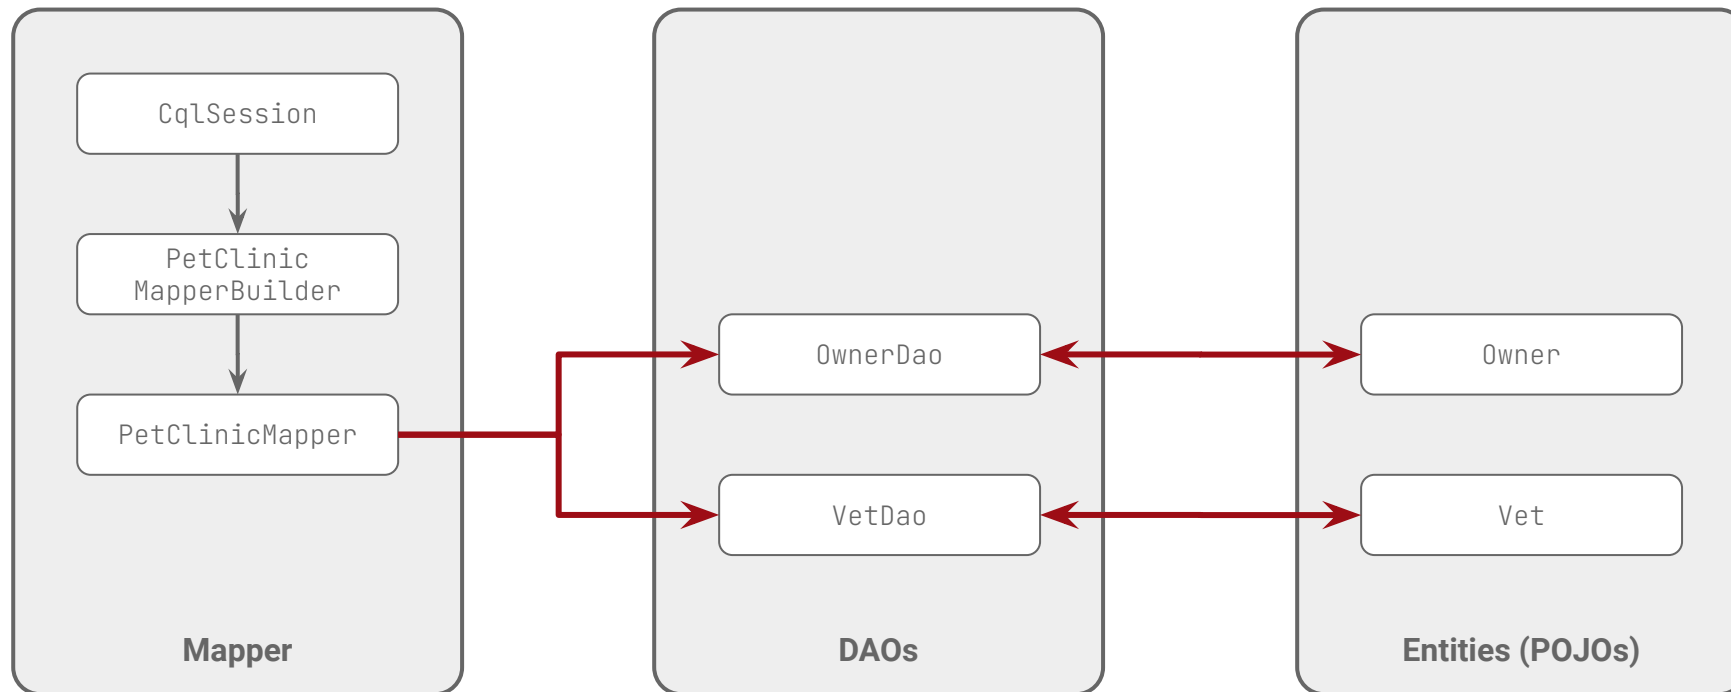 CqlSession
PetClinic
MapperBuilder
PetClinicMapper
Mapper
OwnerDao
VetDao
DAOs
Owner
Vet
Entities (POJOs)